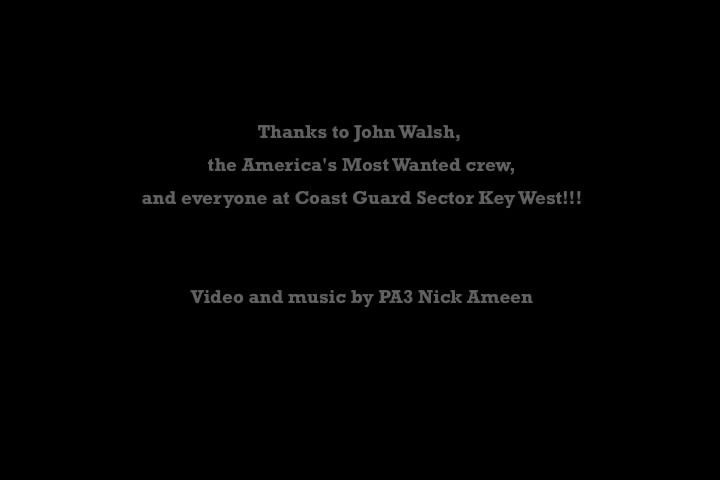 Thanks to John Walsh,
the America's Most Wanted crew,
and everyone at Coast Guard Sector Key West!!!
Video and music by PA3 Nick Ameen